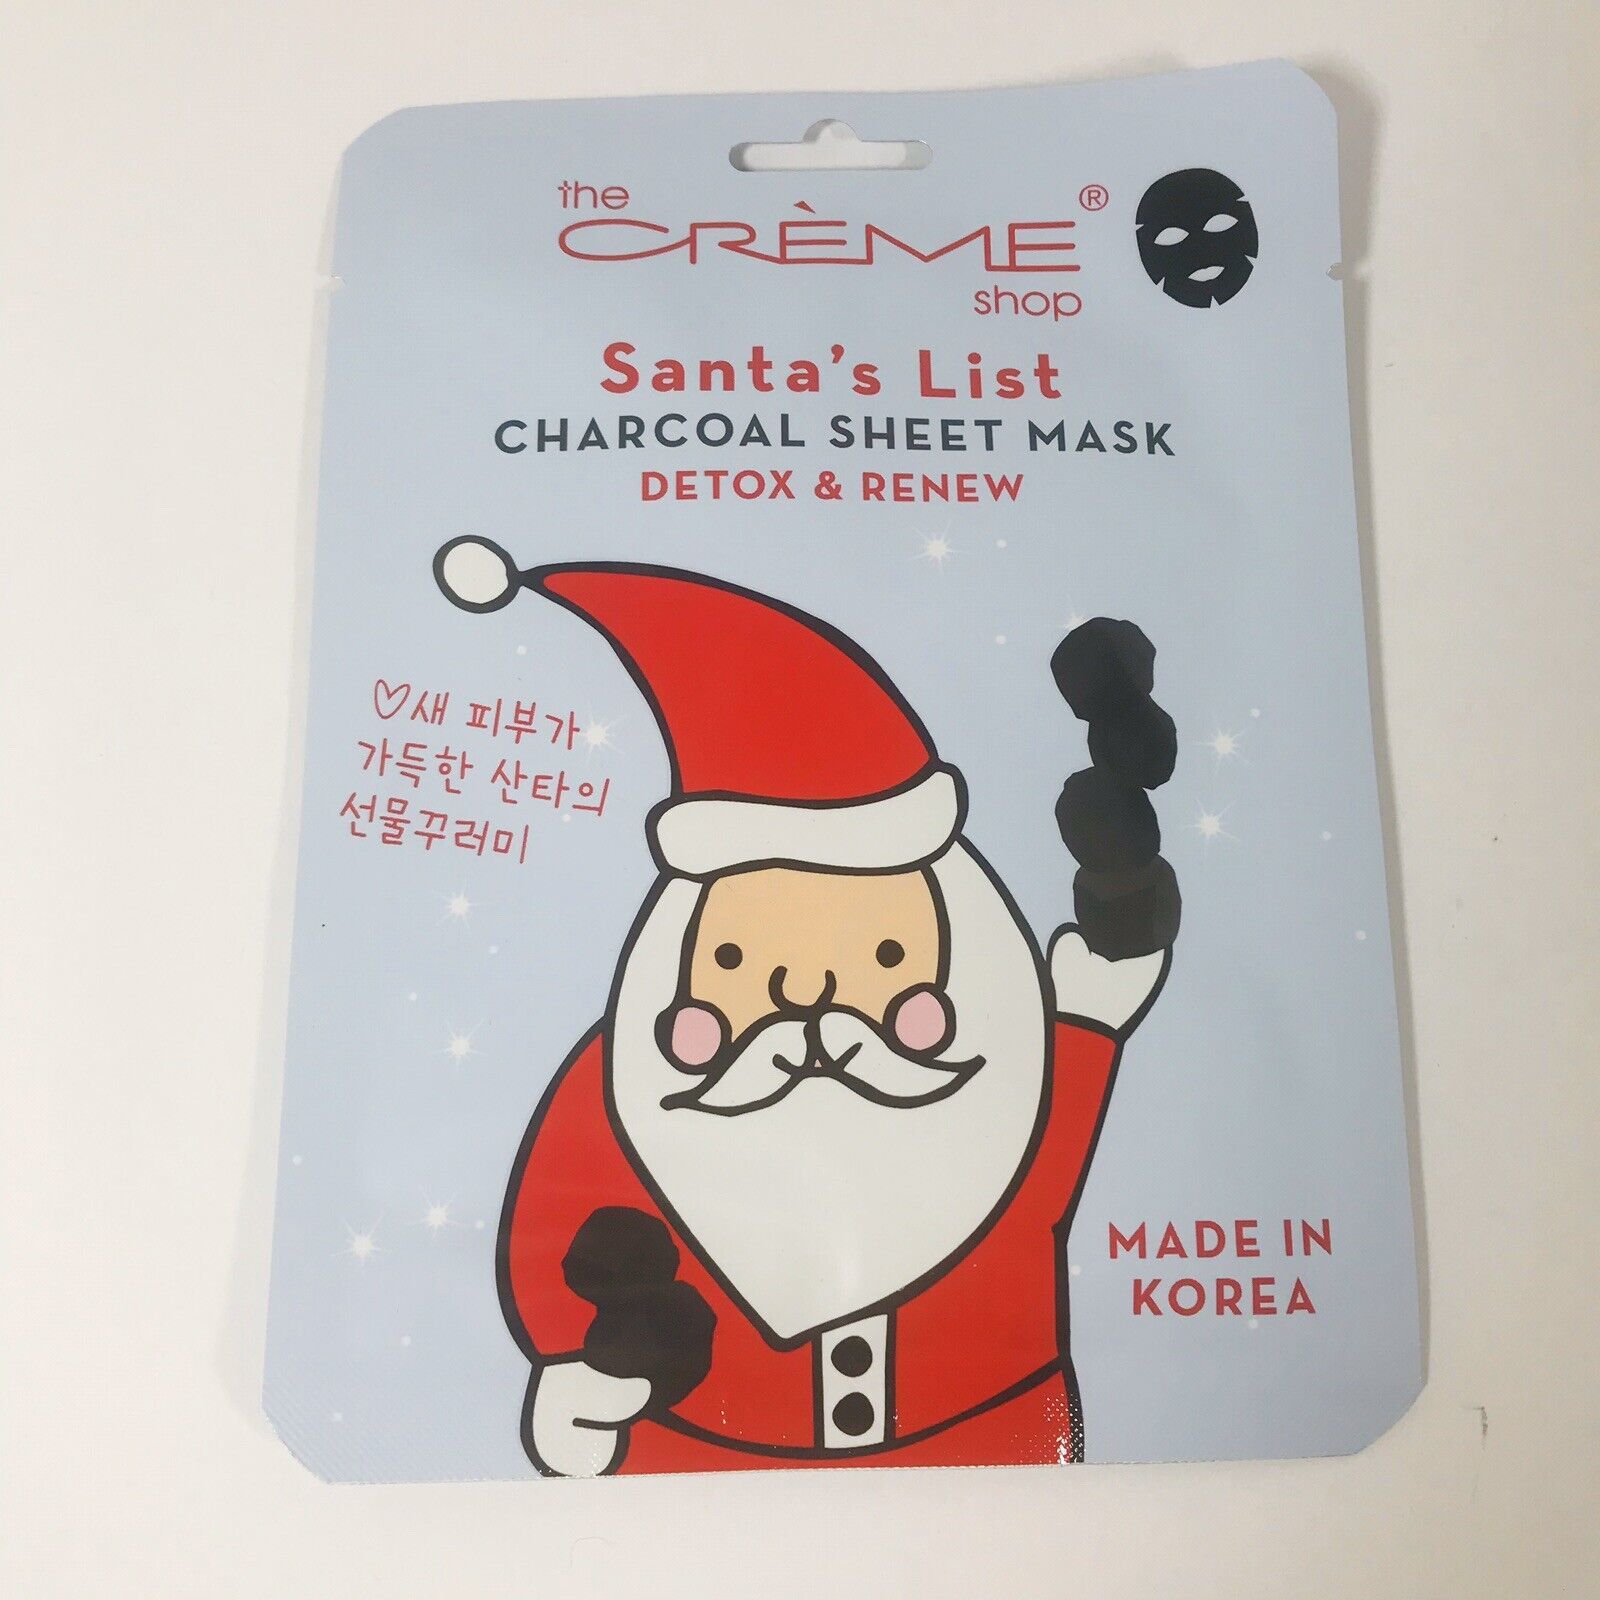 the
CRÈME®
shop
Santa's List
CHARCOAL SHEET MASK
DETOX & RENEW
♡새 피부가
가득한 산타의
선물꾸러미
MADE IN
KOREA